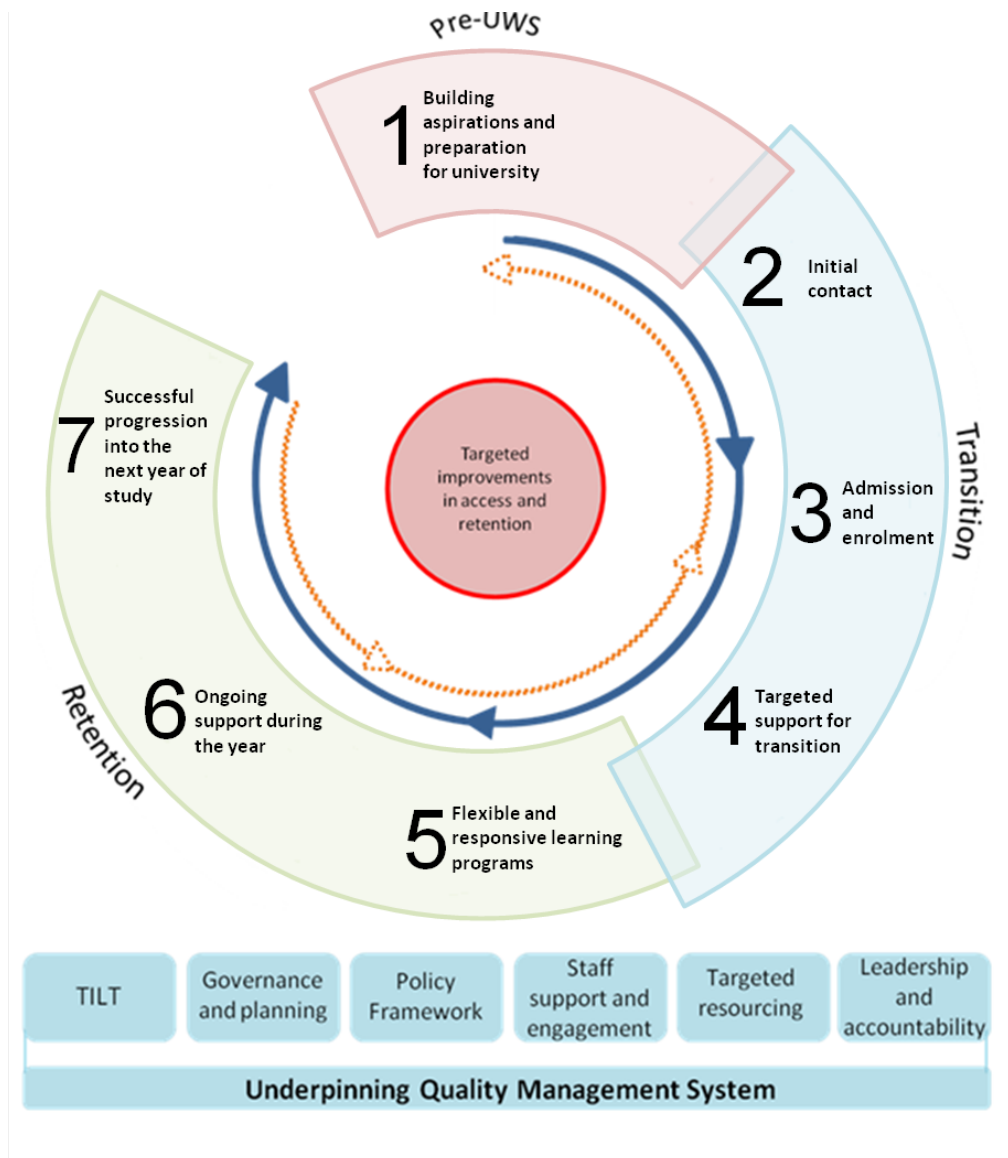 Pre-UWS
1
Building
aspirations and
preparation
for university
2
Initial
contact
Transition
3
Admission
and
enrolment
4
Targeted
support for
transition
5
Flexible and
responsive learning
programs
6
Ongoing
support during
the year
Retention
7
Successful
progression
into the
next year of
study
Targeted
improvements
in access and
retention
TILT
Governance
and planning
Policy
Framework
Staff
support and
engagement
Targeted
resourcing
Leadership
and
accountability
Underpinning Quality Management System